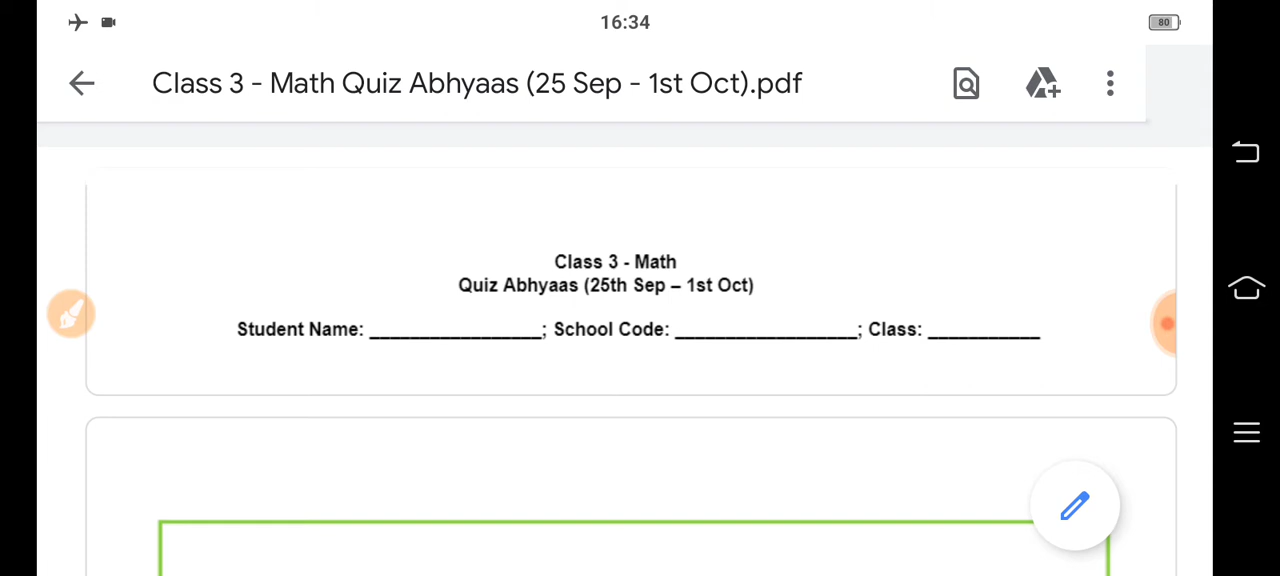 16:34
80
Class 3 - Math Quiz Abhyaas (25 Sep - 1st Oct).pdf
Class 3 - Math
Quiz Abhyaas (25th Sep – 1st Oct)
Student Name: _________________; School Code: __________________; Class: ___________